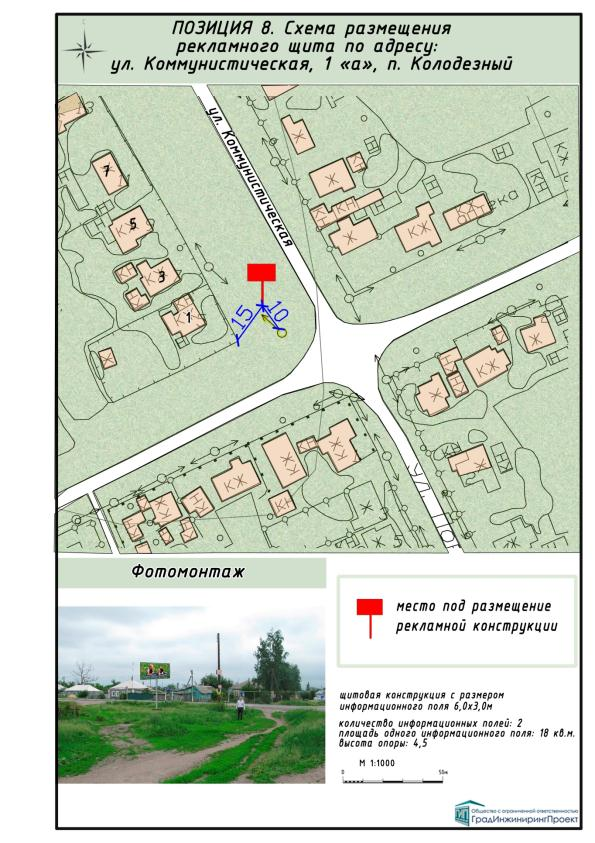 ПОЗИЦИЯ 8. Схема размещения
рекламного щита по адресу:
ул. Коммунистическая, 1 «а», п. Колодезный
ул. Коммунистическая
7
5
3
1
15
10
Ж
КЖ
КН
Фотомонтаж
место под размещение
рекламной конструкции
щитовая конструкция с размером
информационного поля 6,0х3,0м
количество информационных полей: 2
площадь одного информационного поля: 18 кв.м.
высота опоры: 4,5
М 1:1000
0
50м
Общество с ограниченной ответственностью
ГрадИнжинирингПроект